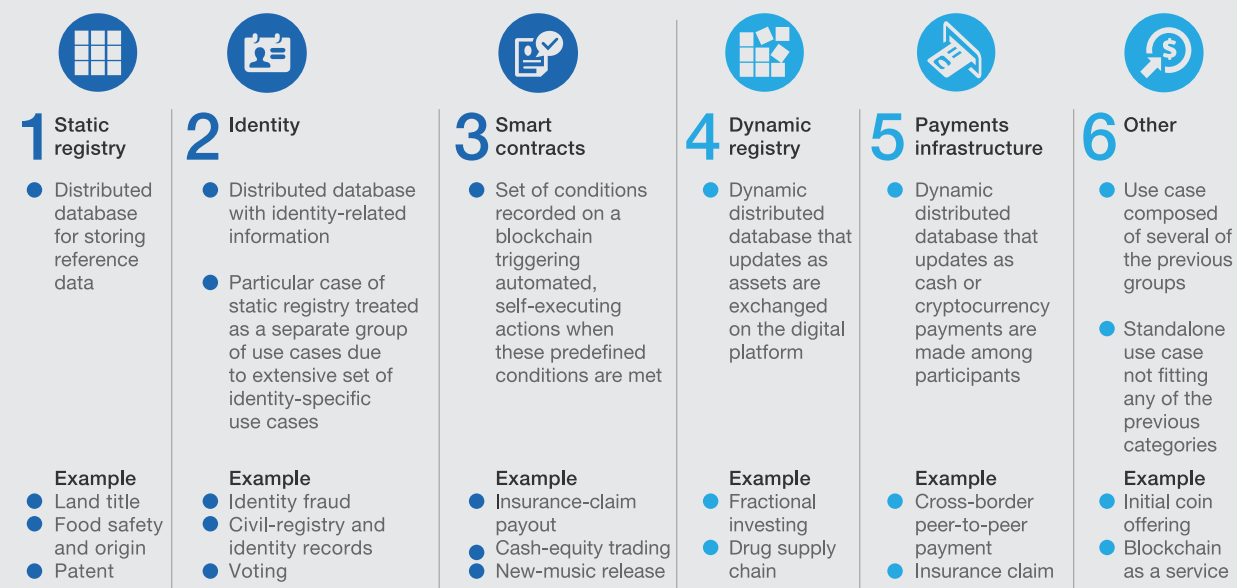 1 Static
registry
Distributed
database
for storing
reference
data
Example
Land title
Food safety
and origin
Patent
2 Identity
Distributed database
with identity-related
information
Particular case of
static registry treated
as a separate group
of use cases due
to extensive set of
identity-specific
use cases
Example
Identity fraud
Civil-registry and
identity records
Voting
3 Smart
contracts
Set of conditions
recorded on a
blockchain
triggering
automated,
self-executing
actions when
these predefined
conditions are met
Example
Insurance-claim
payout
Cash-equity trading
New-music release
4 Dynamic
registry
Dynamic
distributed
database that
updates as
assets are
exchanged
on the digital
platform
Example
Fractional
investing
Drug supply
chain
5 Payments
infrastructure
Dynamic
distributed
database that
updates as
cash or
cryptocurrency
payments are
made among
participants
Example
Cross-border
peer-to-peer
payment
Insurance claim
$
6 Other
Use case
composed
of several of
the previous
groups
Standalone
use case
not fitting
any of the
previous
categories
Example
Initial coin
offering
Blockchain
as a service